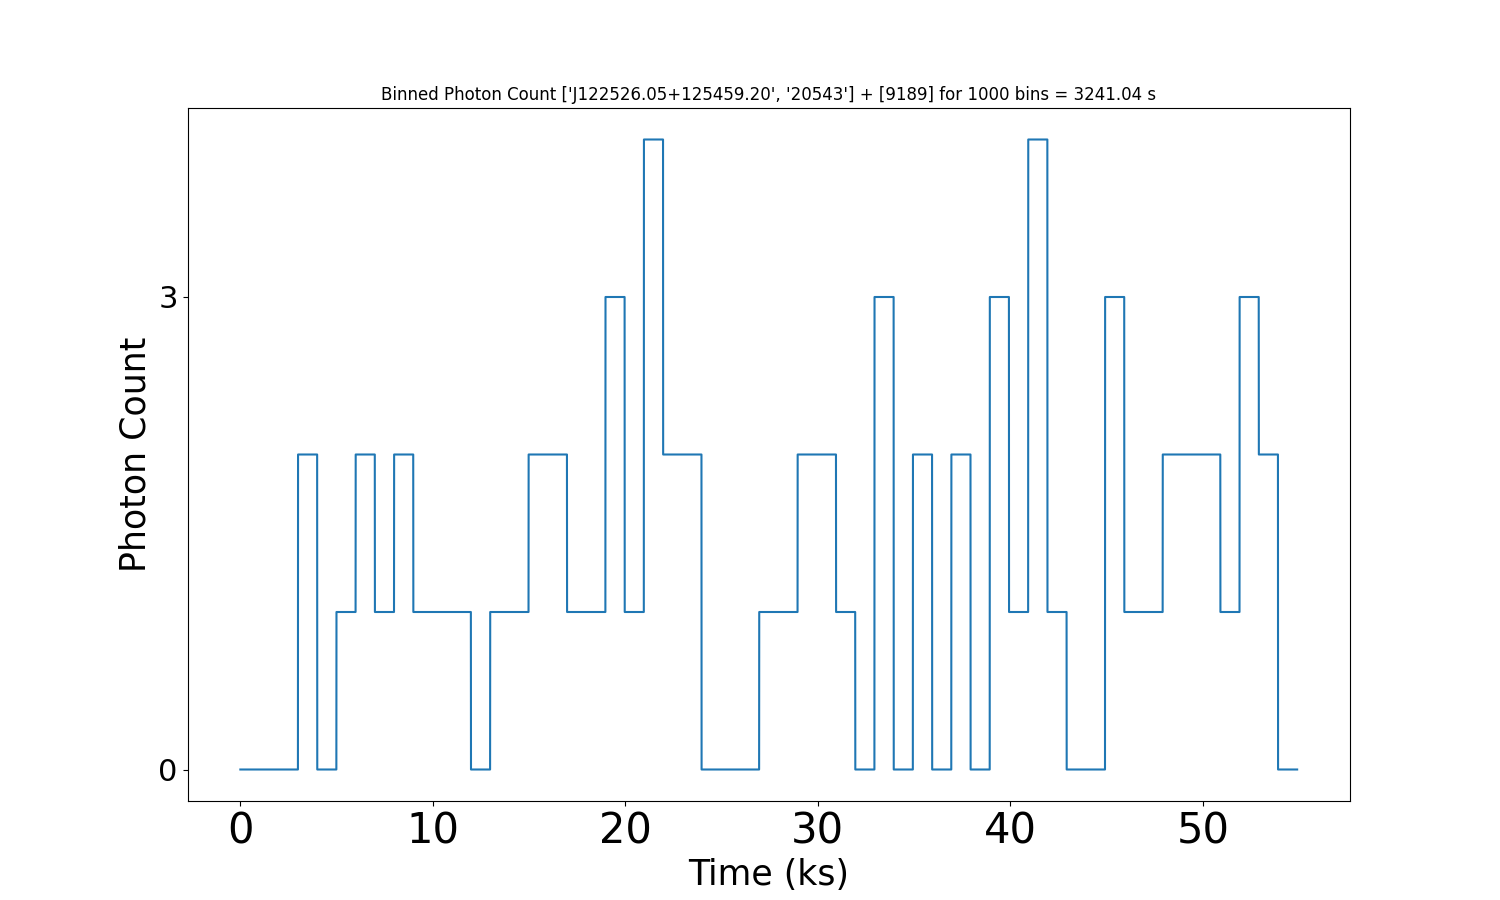 Binned Photon Count ['J122526.05+125459.20', '20543'] + [9189] for 1000 bins = 3241.04 s
3
Photon Count
0
0 10 20 30 40 50
Time (ks)